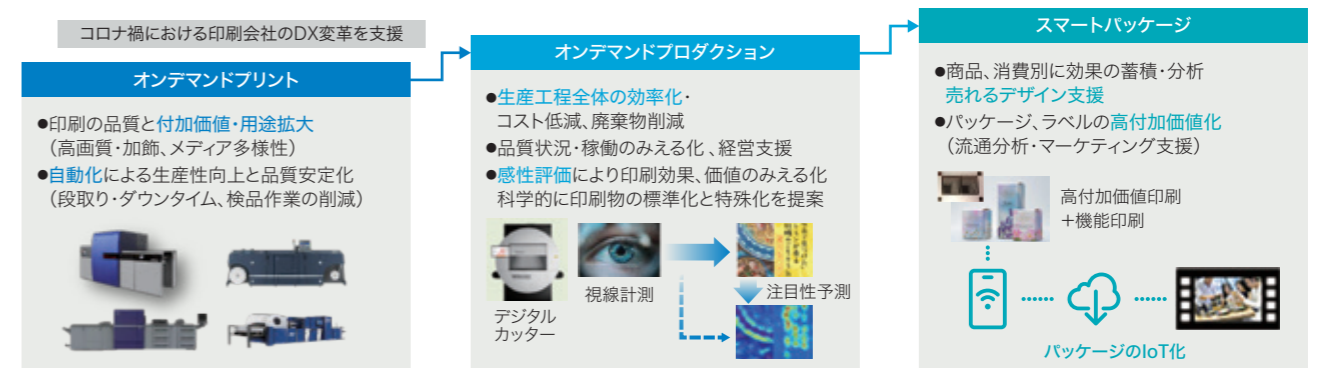 コロナ禍における印刷会社のDX変革を支援
オンデマンドプリント
●印刷の品質と付加価値・用途拡大
（高画質・加飾、メディア多様性）
●自動化による生産性向上と品質安定化
（段取り・ダウンタイム、検品作業の削減）
オンデマンドプロダクション
●生産工程全体の効率化・
コスト低減、廃棄物削減
●品質状況・稼働のみえる化、経営支援
●感性評価により印刷効果、価値のみえる化
科学的に印刷物の標準化と特殊化を提案
デジタル
カッター
視線計測
注目性予測
スマートパッケージ
●商品、消費別に効果の蓄積・分析
売れるデザイン支援
●パッケージ、ラベルの高付加価値化
（流通分析・マーケティング支援）
高付加価値印刷
＋機能印刷
パッケージのIoT化